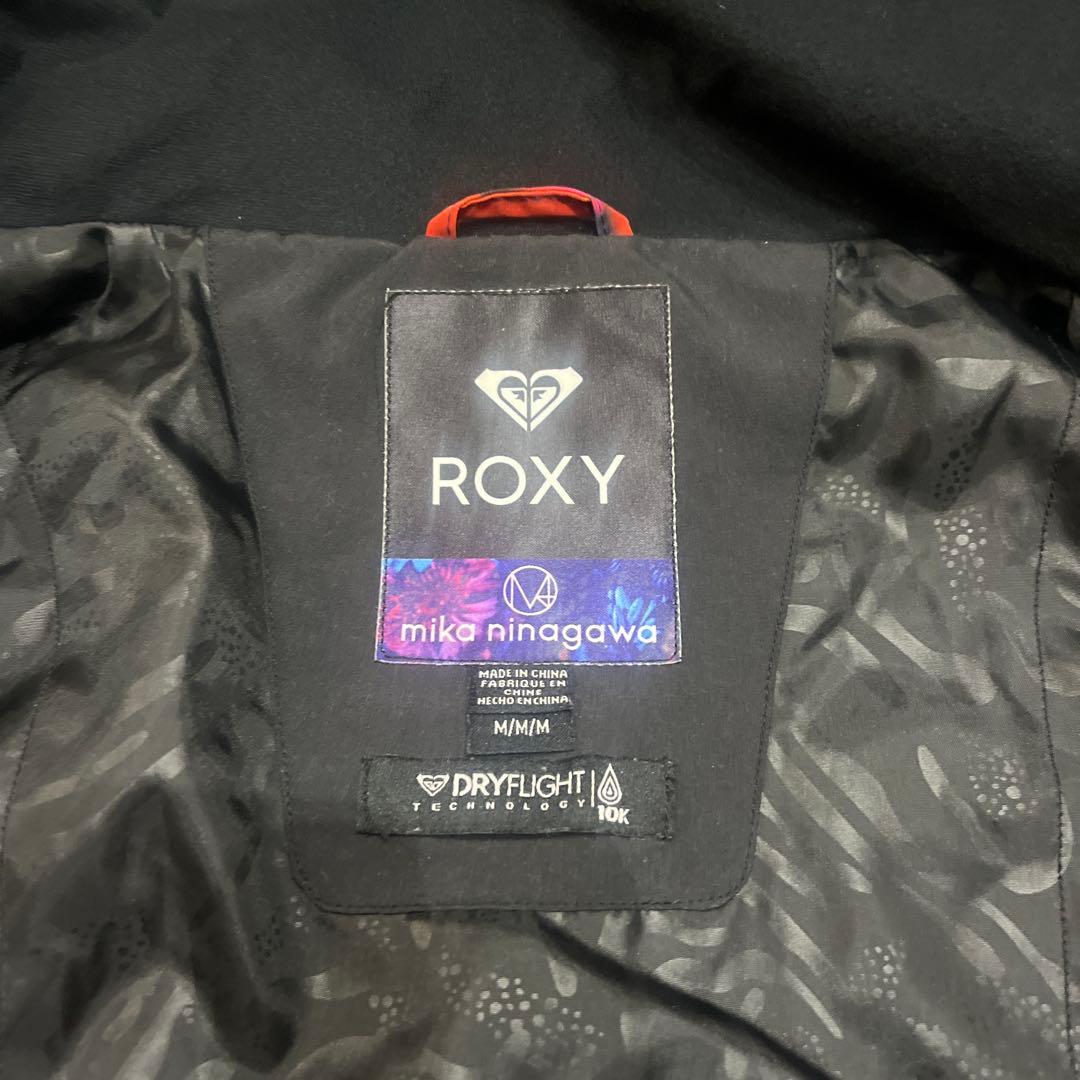 ROXY
M
mika ninagawa
MADE IN CHINA
FABRIQUE EN
CHINE
HECHO EN CHINA
M/M/M
DRYFLIGHT
TECHNOLOGY
10K